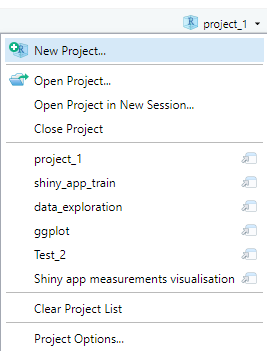 project_1
New Project...
Open Project...
Open Project in New Session...
Close Project
project_1
shiny_app_train
data_exploration
ggplot
Test_2
Shiny app measurements visualisation
Clear Project List
Project Options...